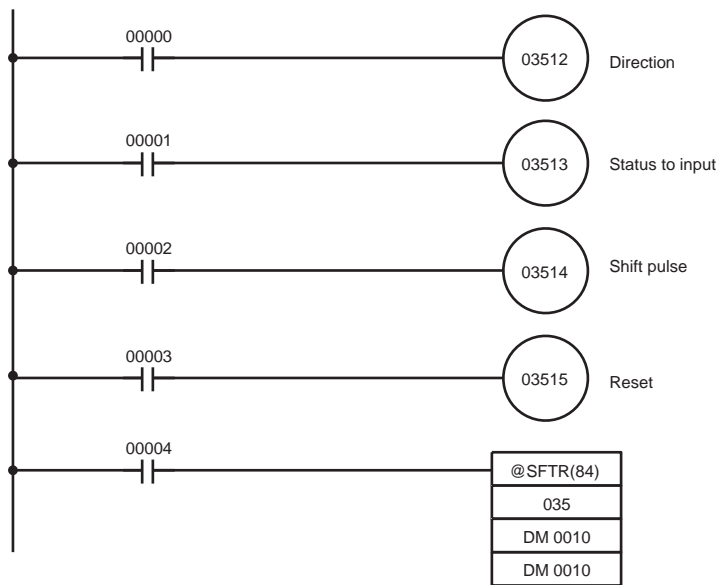 00000
03512
Direction
00001
03513
Status to input
00002
03514
Shift pulse
00003
03515
Reset
00004
@SFTR(84)
035
DM 0010
DM 0010